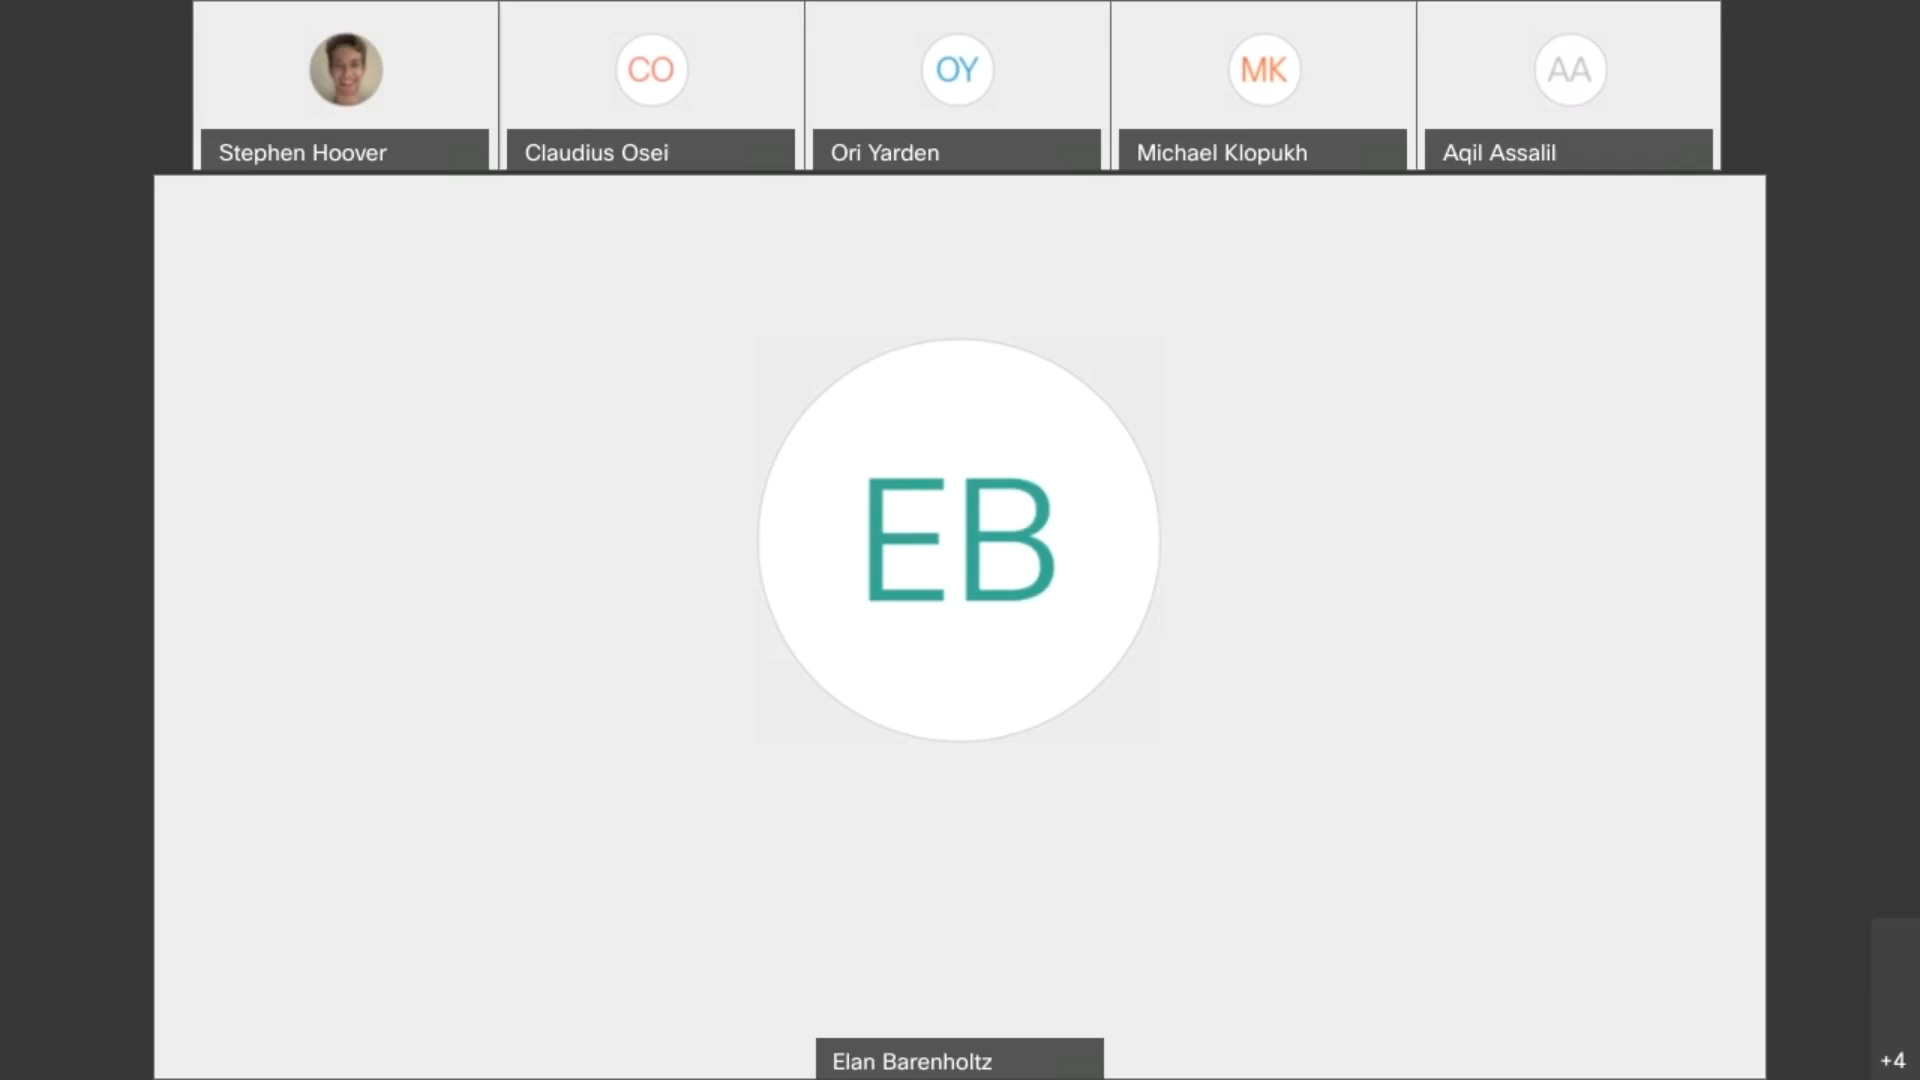 CO
OY
MK
AA
Stephen Hoover
Claudius Osei
Ori Yarden
Michael Klopukh
Aqil Assalil
EB
Elan Barenholtz
+4